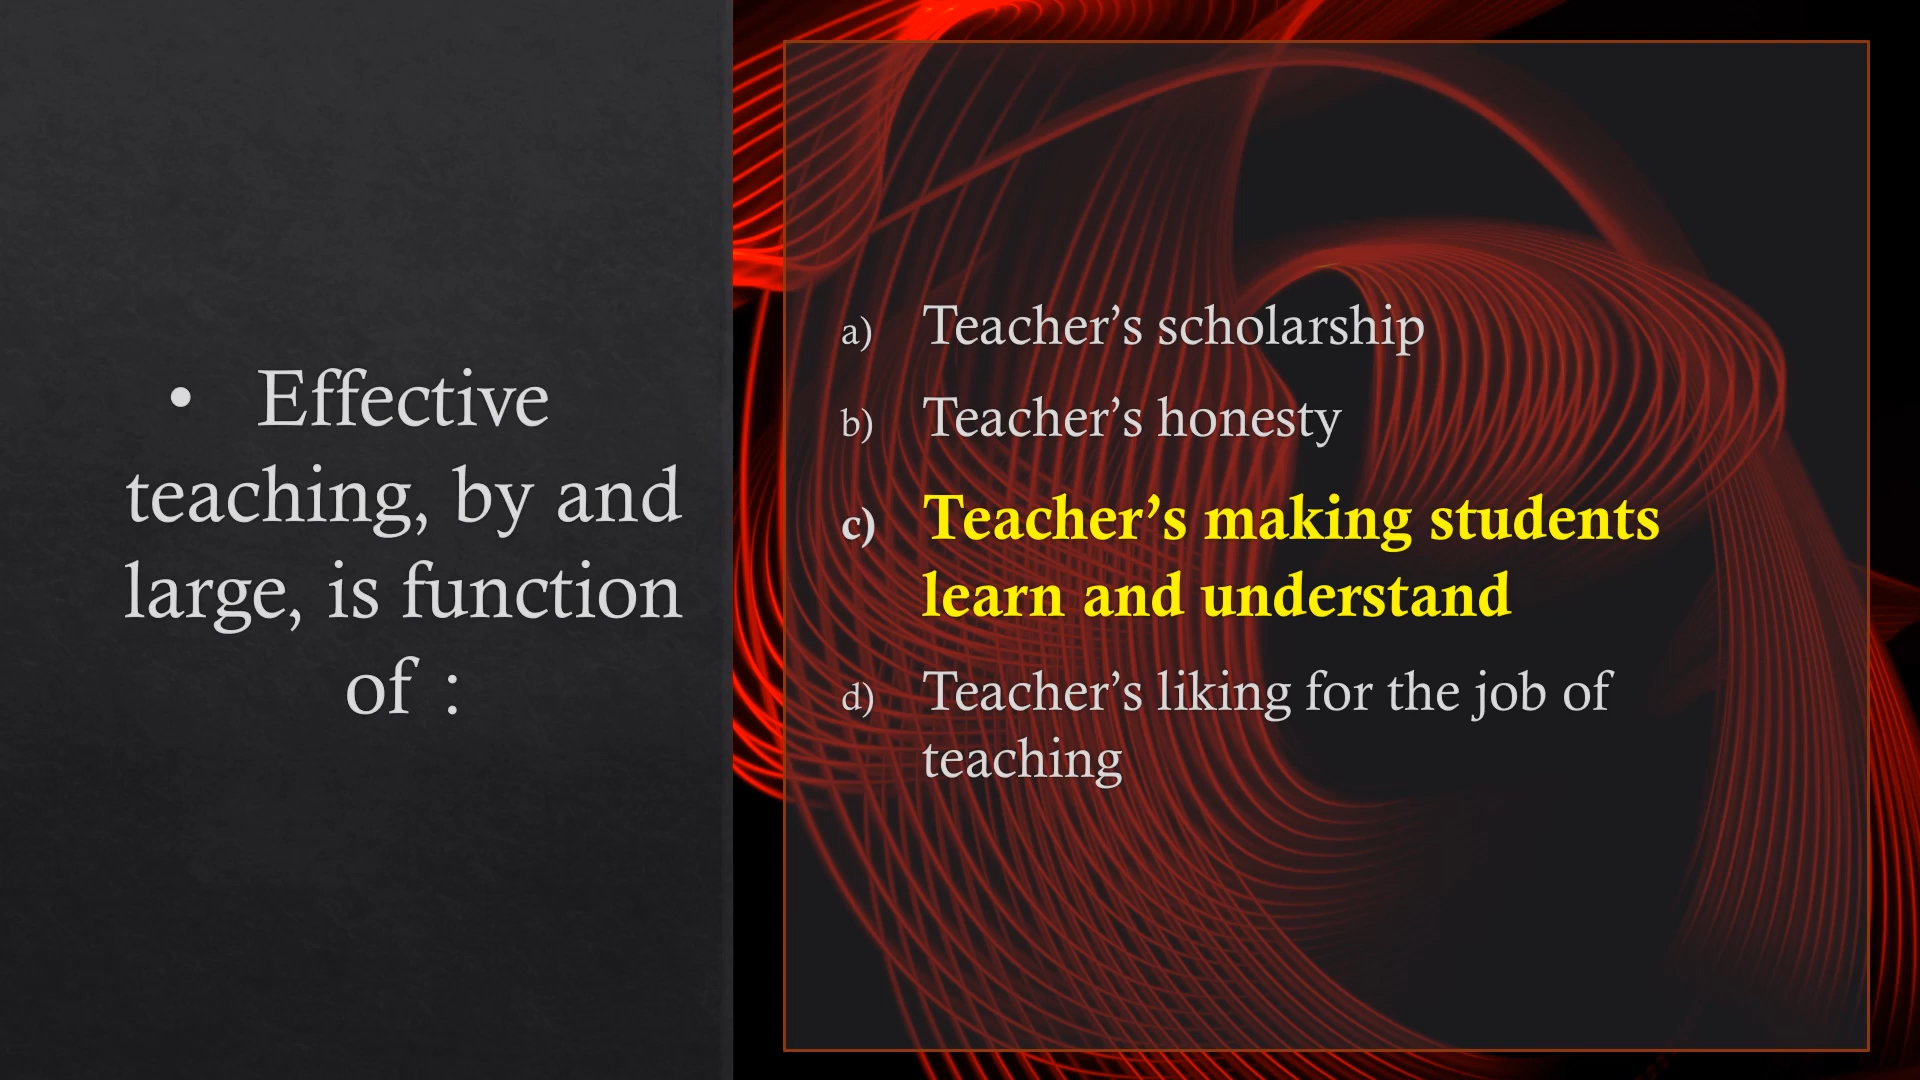 • Effective
teaching, by and
large, is function
of :
a) Teacher’s scholarship
b) Teacher’s honesty
c) Teacher’s making students
learn and understand
d) Teacher’s liking for the job of
teaching